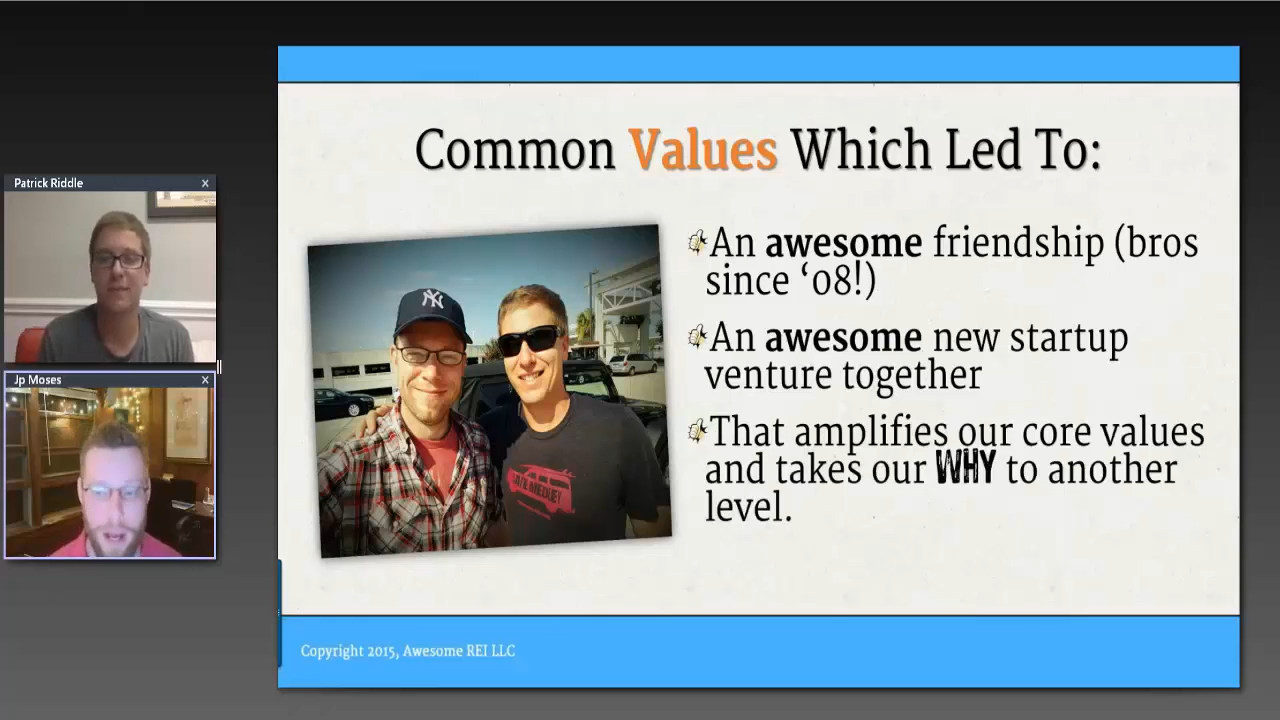 Patrick Riddle
Jp Moses
Common Values Which Led To:
An awesome friendship (bros
since ‘08!)
An awesome new startup
venture together
That amplifies our core values
and takes our WHY to another
level.
Copyright 2015, Awesome REI LLC